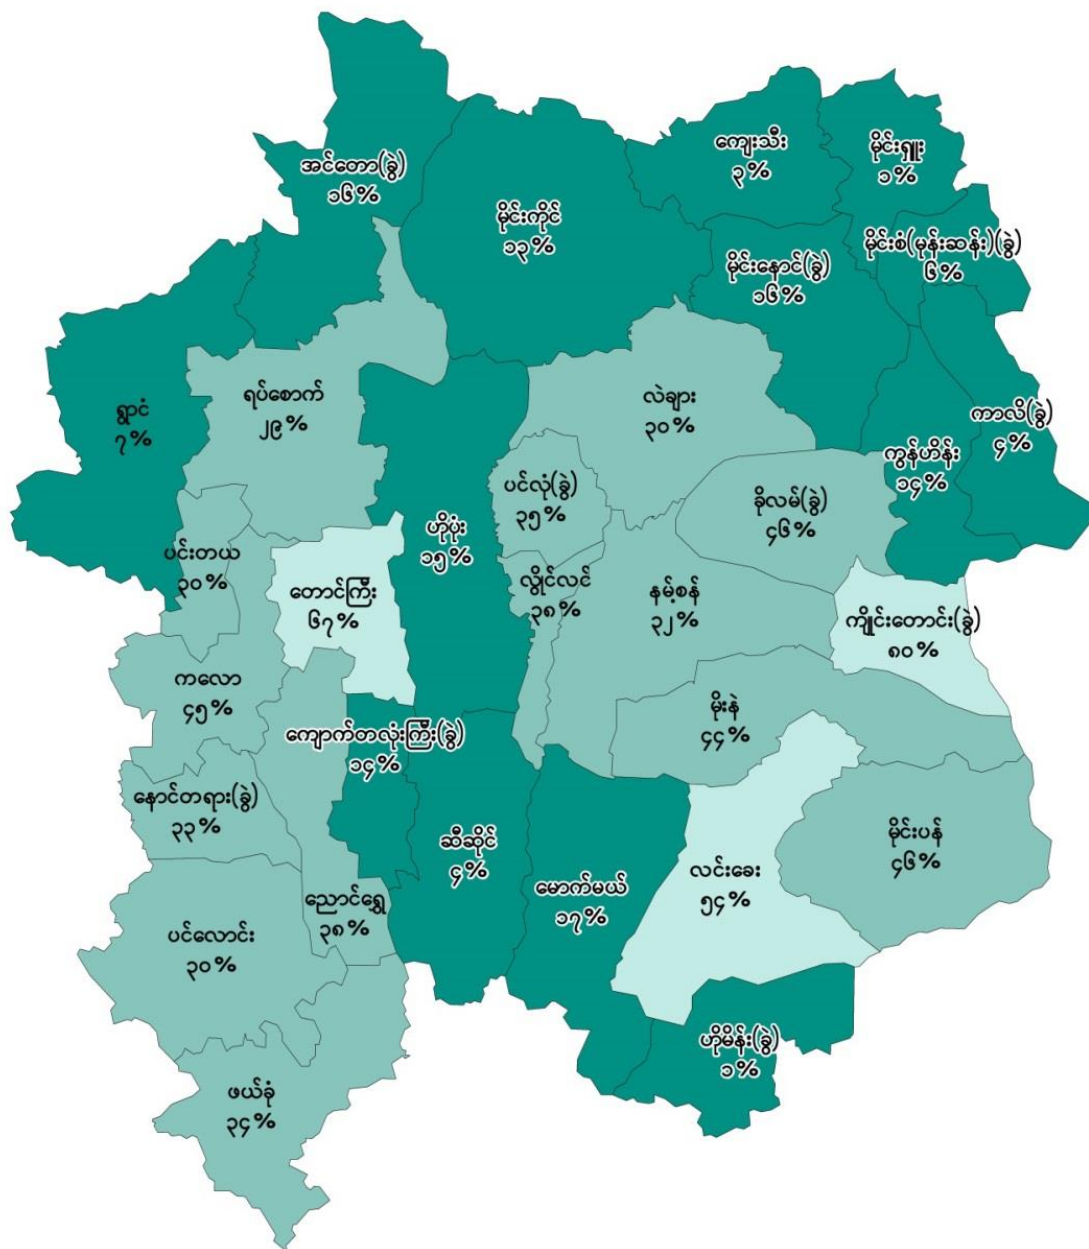 ကျေးသီး
၃%
မိုင်းရှူး
၁%
အင်တော(ခွဲ)
၁၆%
မိုင်းကိုင်
၁၃%
မိုင်းစံ(မုန်းဆန်း)(ခွဲ)
၆%
မိုင်းနောင်(ခွဲ)
၁၆%
ရပ်စောက်
၂၉%
လဲချား
၃၀%
ရွာငံ
၇%
ကာလိ(ခွဲ)
၄%
ကွန်ဟိန်း
၁၄%
ပင်လုံ(ခွဲ)
၃၅%
ခိုလမ်(ခွဲ)
၄၆%
ဟိုပုံး
၁၅%
ပင်းတယ
၃၀%
တောင်ကြီး
၆၇%
လွိုင်လင်
၃၈%
နမ့်စန်
၃၂%
ကျိုင်းတောင်း(ခွဲ)
၈၀%
ကလော
၄၅%
မိုးနဲ
၄၄%
ကျောက်တလုံးကြီး(ခွဲ)
၁၄%
နောင်တရား(ခွဲ)
၃၃%
ဆီဆိုင်
၄%
မိုင်းပန်
၄၆%
လင်းခေး
၅၄%
မောက်မယ်
၁၇%
ညောင်ရွှေ
၃၈%
ပင်လောင်း
၃၀%
ဟိုမိန်း(ခွဲ)
၁%
ဖယ်ခုံ
၃၄%